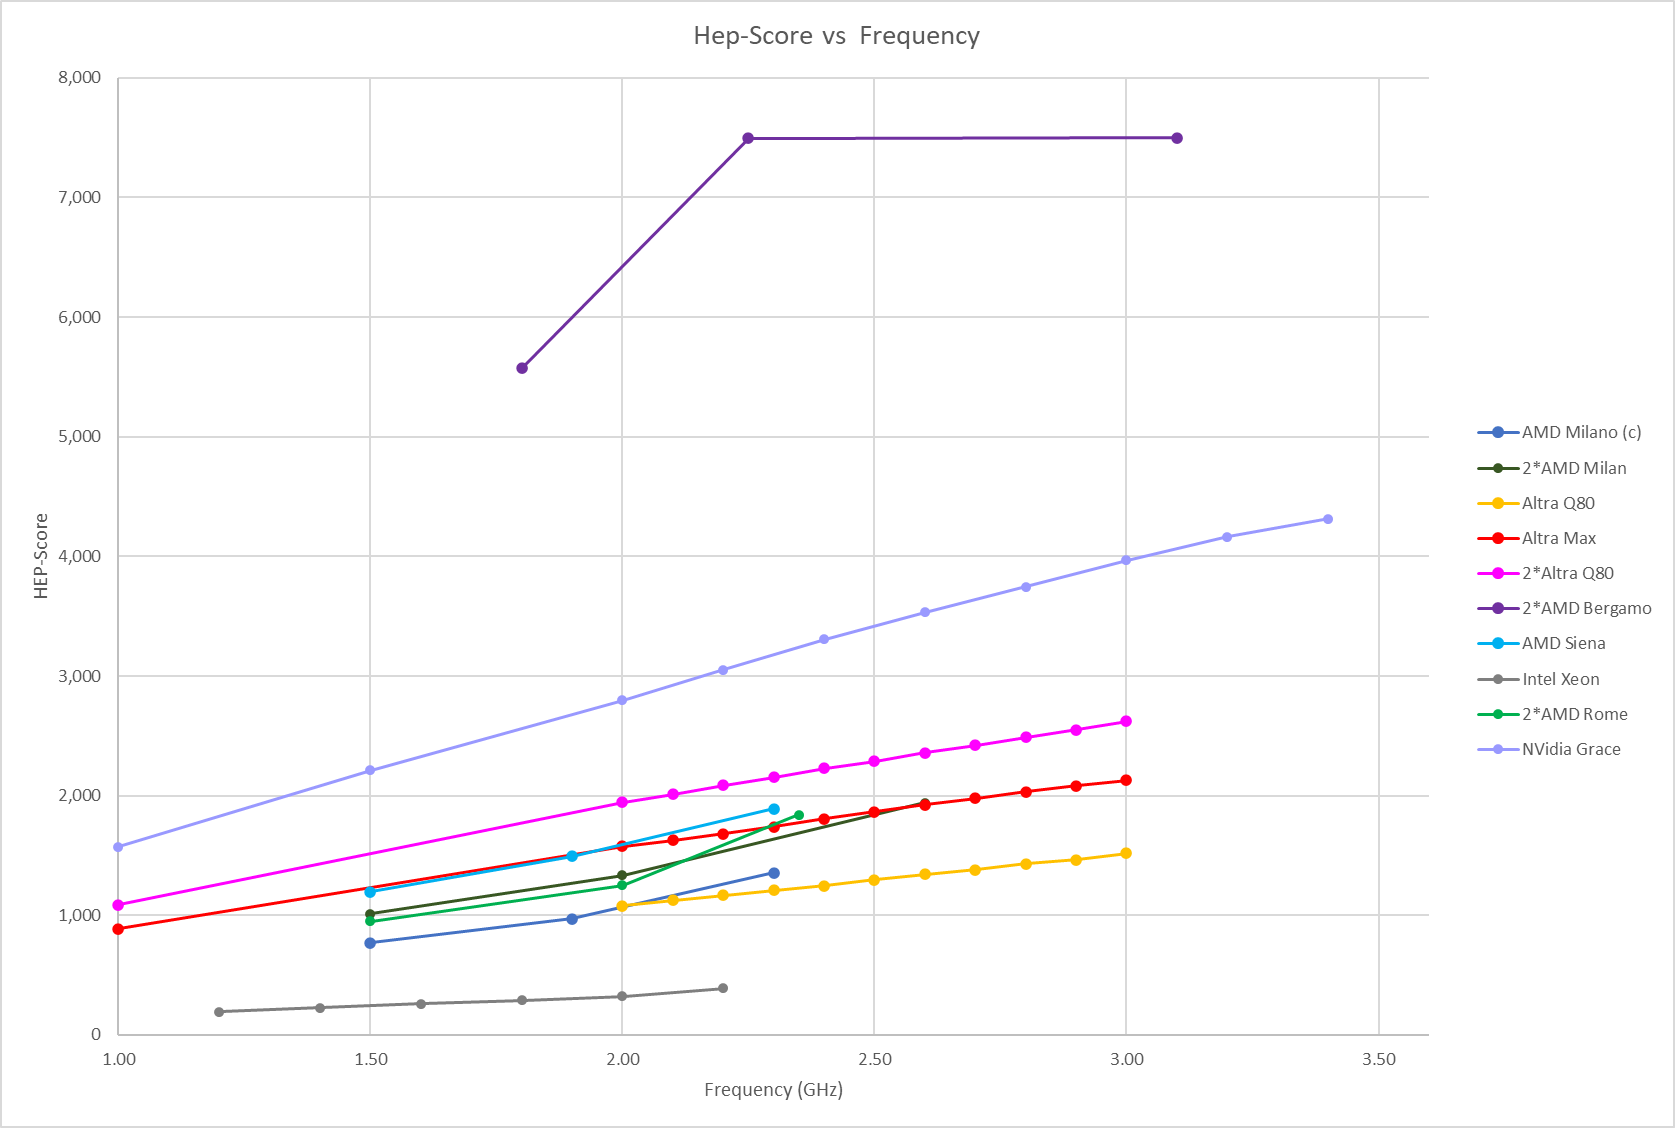 Hep-Score vs Frequency
8,000
7,000
6,000
5,000
4,000
3,000
2,000
1,000
0
HEP-Score
1.00 1.50 2.00 2.50 3.00 3.50
Frequency (GHz)
AMD Milano (c)
2*AMD Milan
Altra Q80
Altra Max
2*Altra Q80
2*AMD Bergamo
AMD Siena
Intel Xeon
2*AMD Rome
NVidia Grace